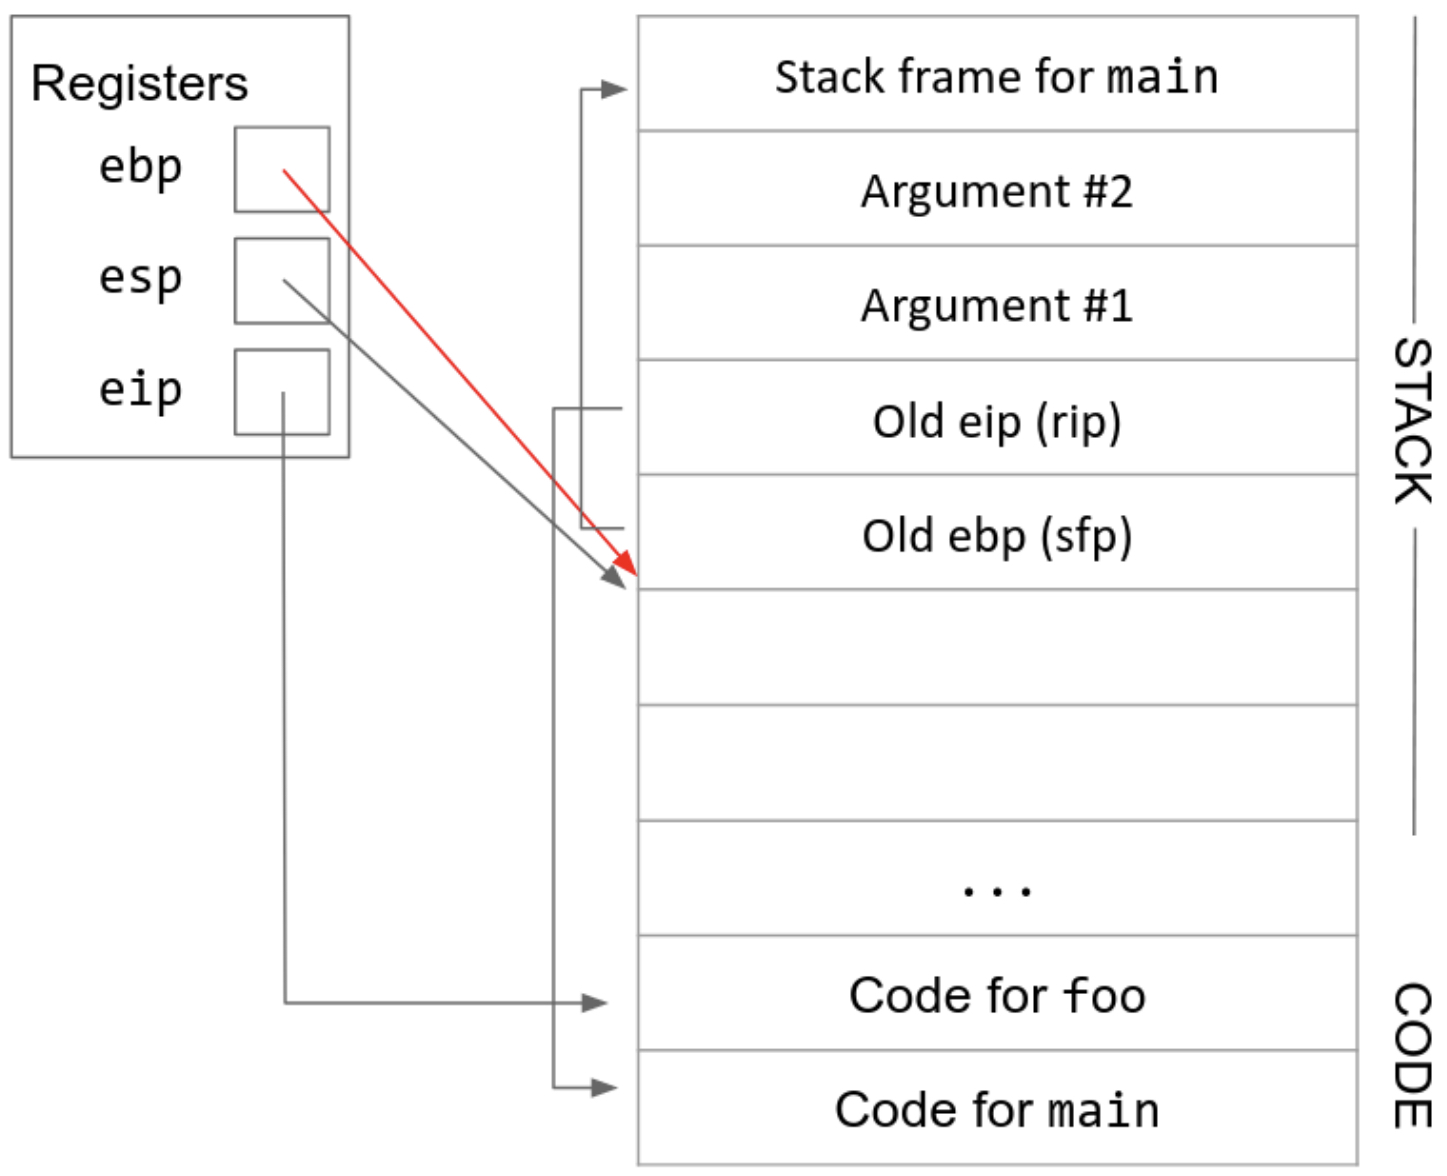 Registers
ebp
esp
eip
Stack frame for main
Argument #2
Argument #1
Old eip (rip)
Old ebp (sfp)
...
Code for foo
Code for main
STACK
CODE